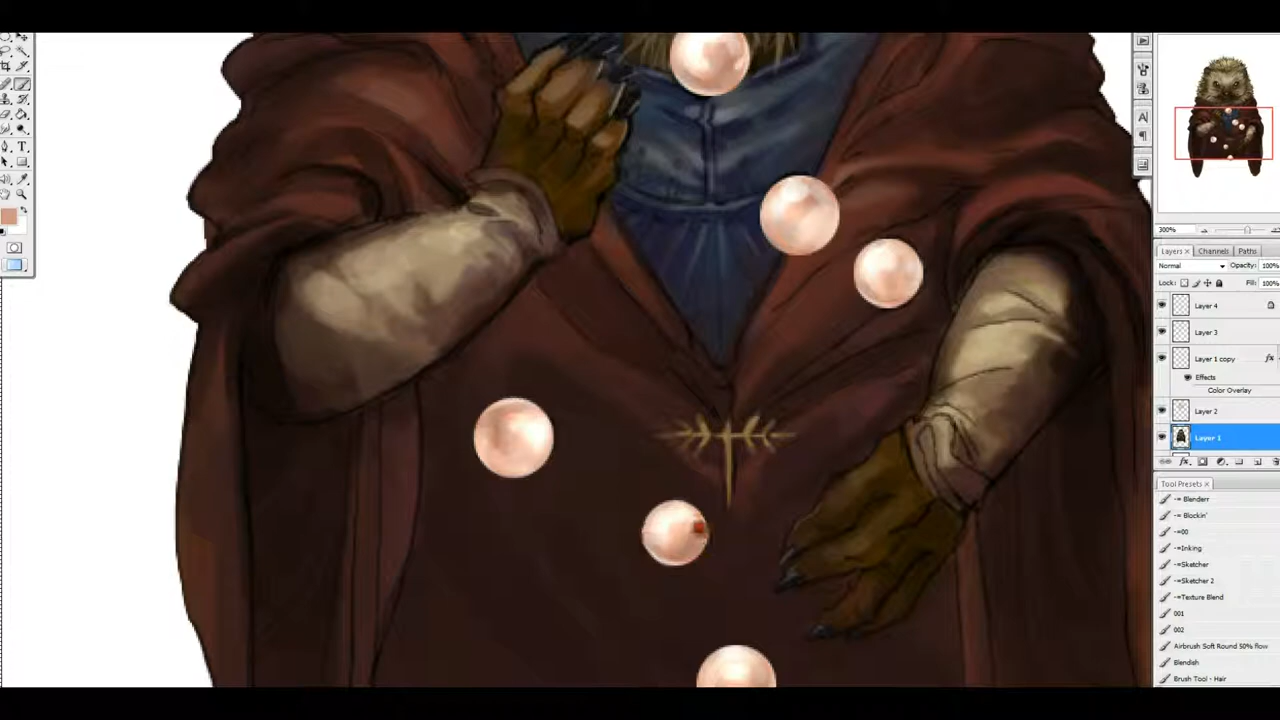 300%
Layers × Channels Paths
Normal Opacity: 100%
Lock: Fill: 100%
Layer 4
Layer 3
Layer 1 copy fx
Effects
Color Overlay
Layer 2
Layer 1
Tool Presets ×
-= Blenderr
-= Blockin'
-=00
-=Inking
-=Sketcher
-=Sketcher 2
-=Texture Blend
001
002
Airbrush Soft Round 50% flow
Blendish
Brush Tool - Hair